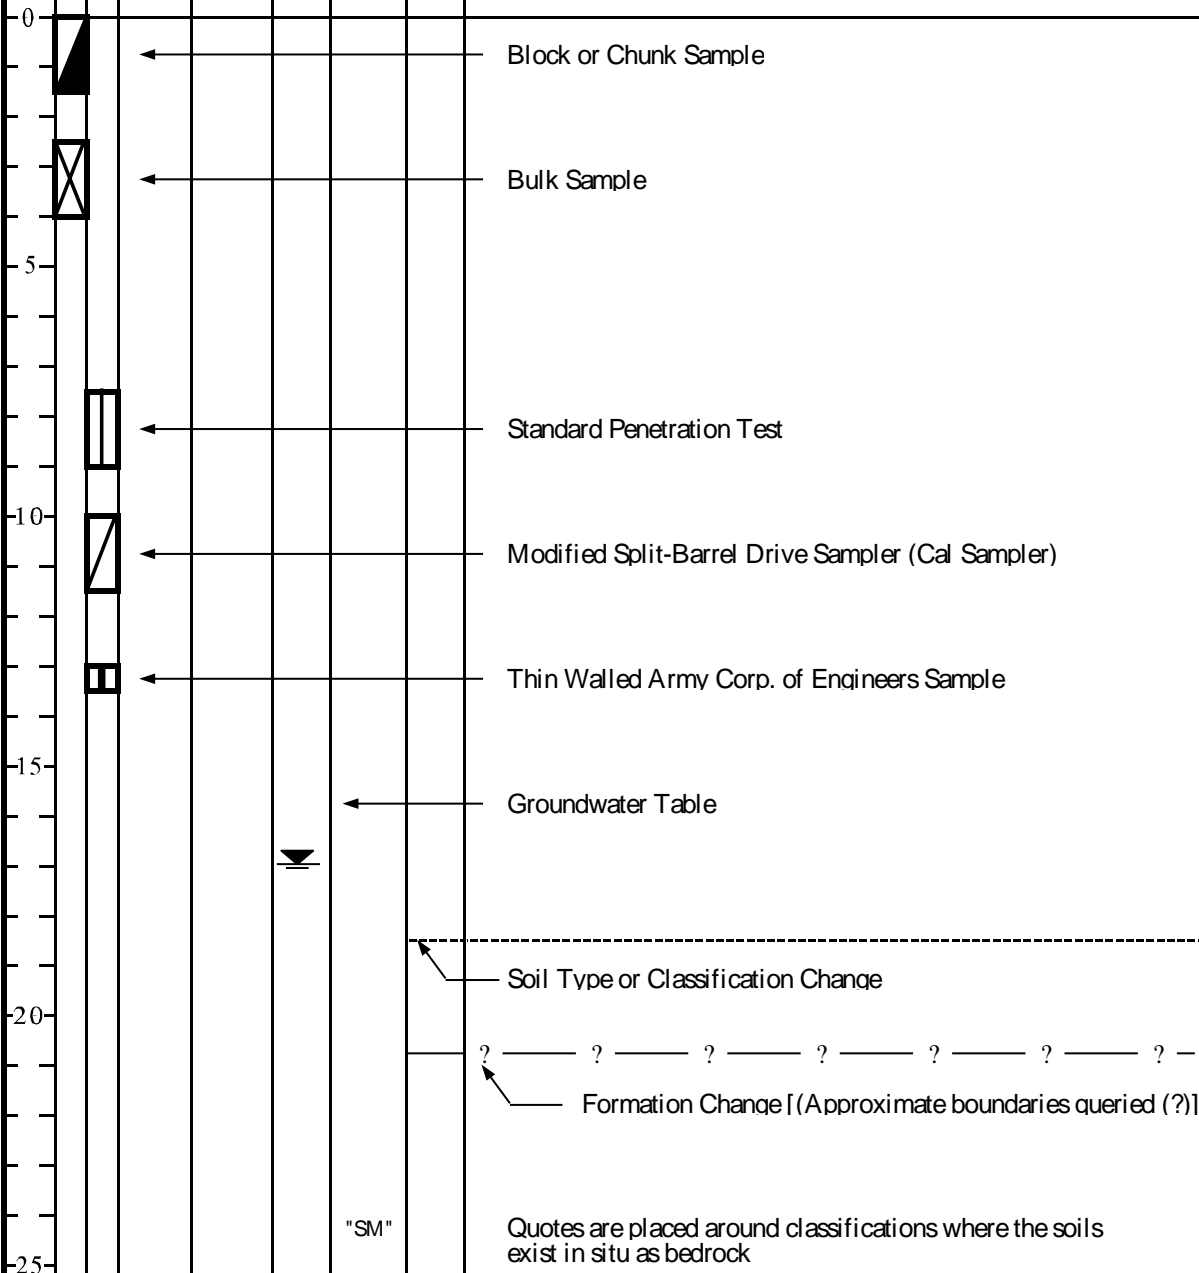 0
Block or Chunk Sample
Bulk Sample
5
Standard Penetration Test
10
Modified Split-Barrel Drive Sampler (Cal Sampler)
Thin Walled Army Corp. of Engineers Sample
15
Groundwater Table
Soil Type or Classification Change
20
? ? ? ? ? ? ?
Formation Change [(Approximate boundaries queried (?)]
"SM" Quotes are placed around classifications where the soils
exist in situ as bedrock
25